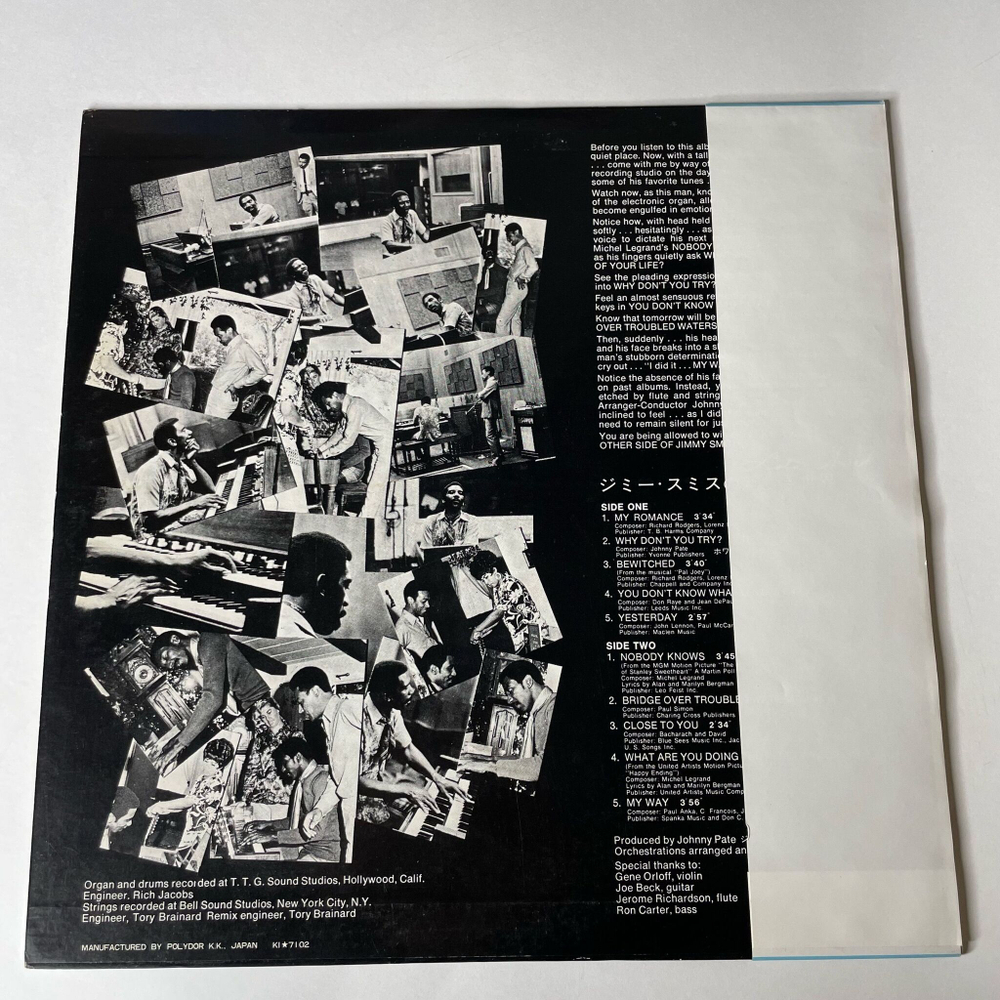 Before you listen to this alb
quiet place. Now, with a tall
. . . come with me by way of
recording studio on the day
some of his favorite tunes .
Watch now, as this man, kno
of the electronic organ, all
become engulfed in emotio
Notice how, with head held
softly . . . hesitatingly . . . as
voice to dictate his next
Michel Legrand's NOBODY
as his fingers quietly ask W
OF YOUR LIFE?
See the pleading expressio
into WHY DON'T YOU TRY?
Feel an almost sensuous re
keys in YOU DON'T KNOW
Know that tomorrow will be
OVER TROUBLED WATERS
Then, suddenly . . . his hea
and his face breaks into a s
man's stubborn determinati
cry out . . . "I did it . . . MY W
Notice the absence of his fa
on past albums. Instead, y
etched by flute and string
Arranger-Conductor Johnny
inclined to feel . . . as I did
need to remain silent for ju
You are being allowed to wi
OTHER SIDE OF JIMMY SM
ジミー・スミス
SIDE ONE
1. MY ROMANCE 3'34"
Composer: Richard Rodgers, Lorenz
Publisher: T. B. Harms Company
2. WHY DON'T YOU TRY?
Composer: Johnny Pate
Publisher: Yvonne Publishers ホワ
3. BEWITCHED 3'40"
(From the musical "Pal Joey")
Composer: Richard Rodgers, Lorenz
Publisher: Chappell and Company Inc
4. YOU DON'T KNOW WHA
Composer: Don Raye and Jean DePau
Publisher: Leeds Music Inc.
5. YESTERDAY 2'57"
Composer: John Lennon, Paul McCar
Publisher: Maclen Music
SIDE TWO
1. NOBODY KNOWS 3'45
(From the MGM Motion Picture "The
of Stanley Sweetheart" A Martin Poll
Composer: Michel Legrand
Lyrics by Alan and Marilyn Bergman
Publisher: Leo Feist Inc.
2. BRIDGE OVER TROUBLE
Composer: Paul Simon
Publisher: Charing Cross Publishers
3. CLOSE TO YOU 2'34"
Composer: Bacharath and David
Publisher: Blue Sees Music Inc., Jac
U. S. Songs Inc.
4. WHAT ARE YOU DOING
(From the United Artists Motion Pictu
"Happy Ending")
Composer: Michel Legrand
Lyrics by Alan and Marilyn Bergman
Publisher: United Artists Music Comp
5. MY WAY 3'56"
Composer: Paul Anka, C. Francois, J
Publisher: Spanka Music and Don C.
Produced by Johnny Pate
Orchestrations arranged an
Special thanks to:
Gene Orloff, violin
Joe Beck, guitar
Jerome Richardson, flute
Ron Carter, bass
Organ and drums recorded at T. T. G. Sound Studios, Hollywood, Calif.
Engineer, Rich Jacobs
Strings recorded at Bell Sound Studios, New York City, N.Y.
Engineer, Tory Brainard Remix engineer, Tory Brainard
MANUFACTURED BY POLYDOR K.K., JAPAN KI★7102